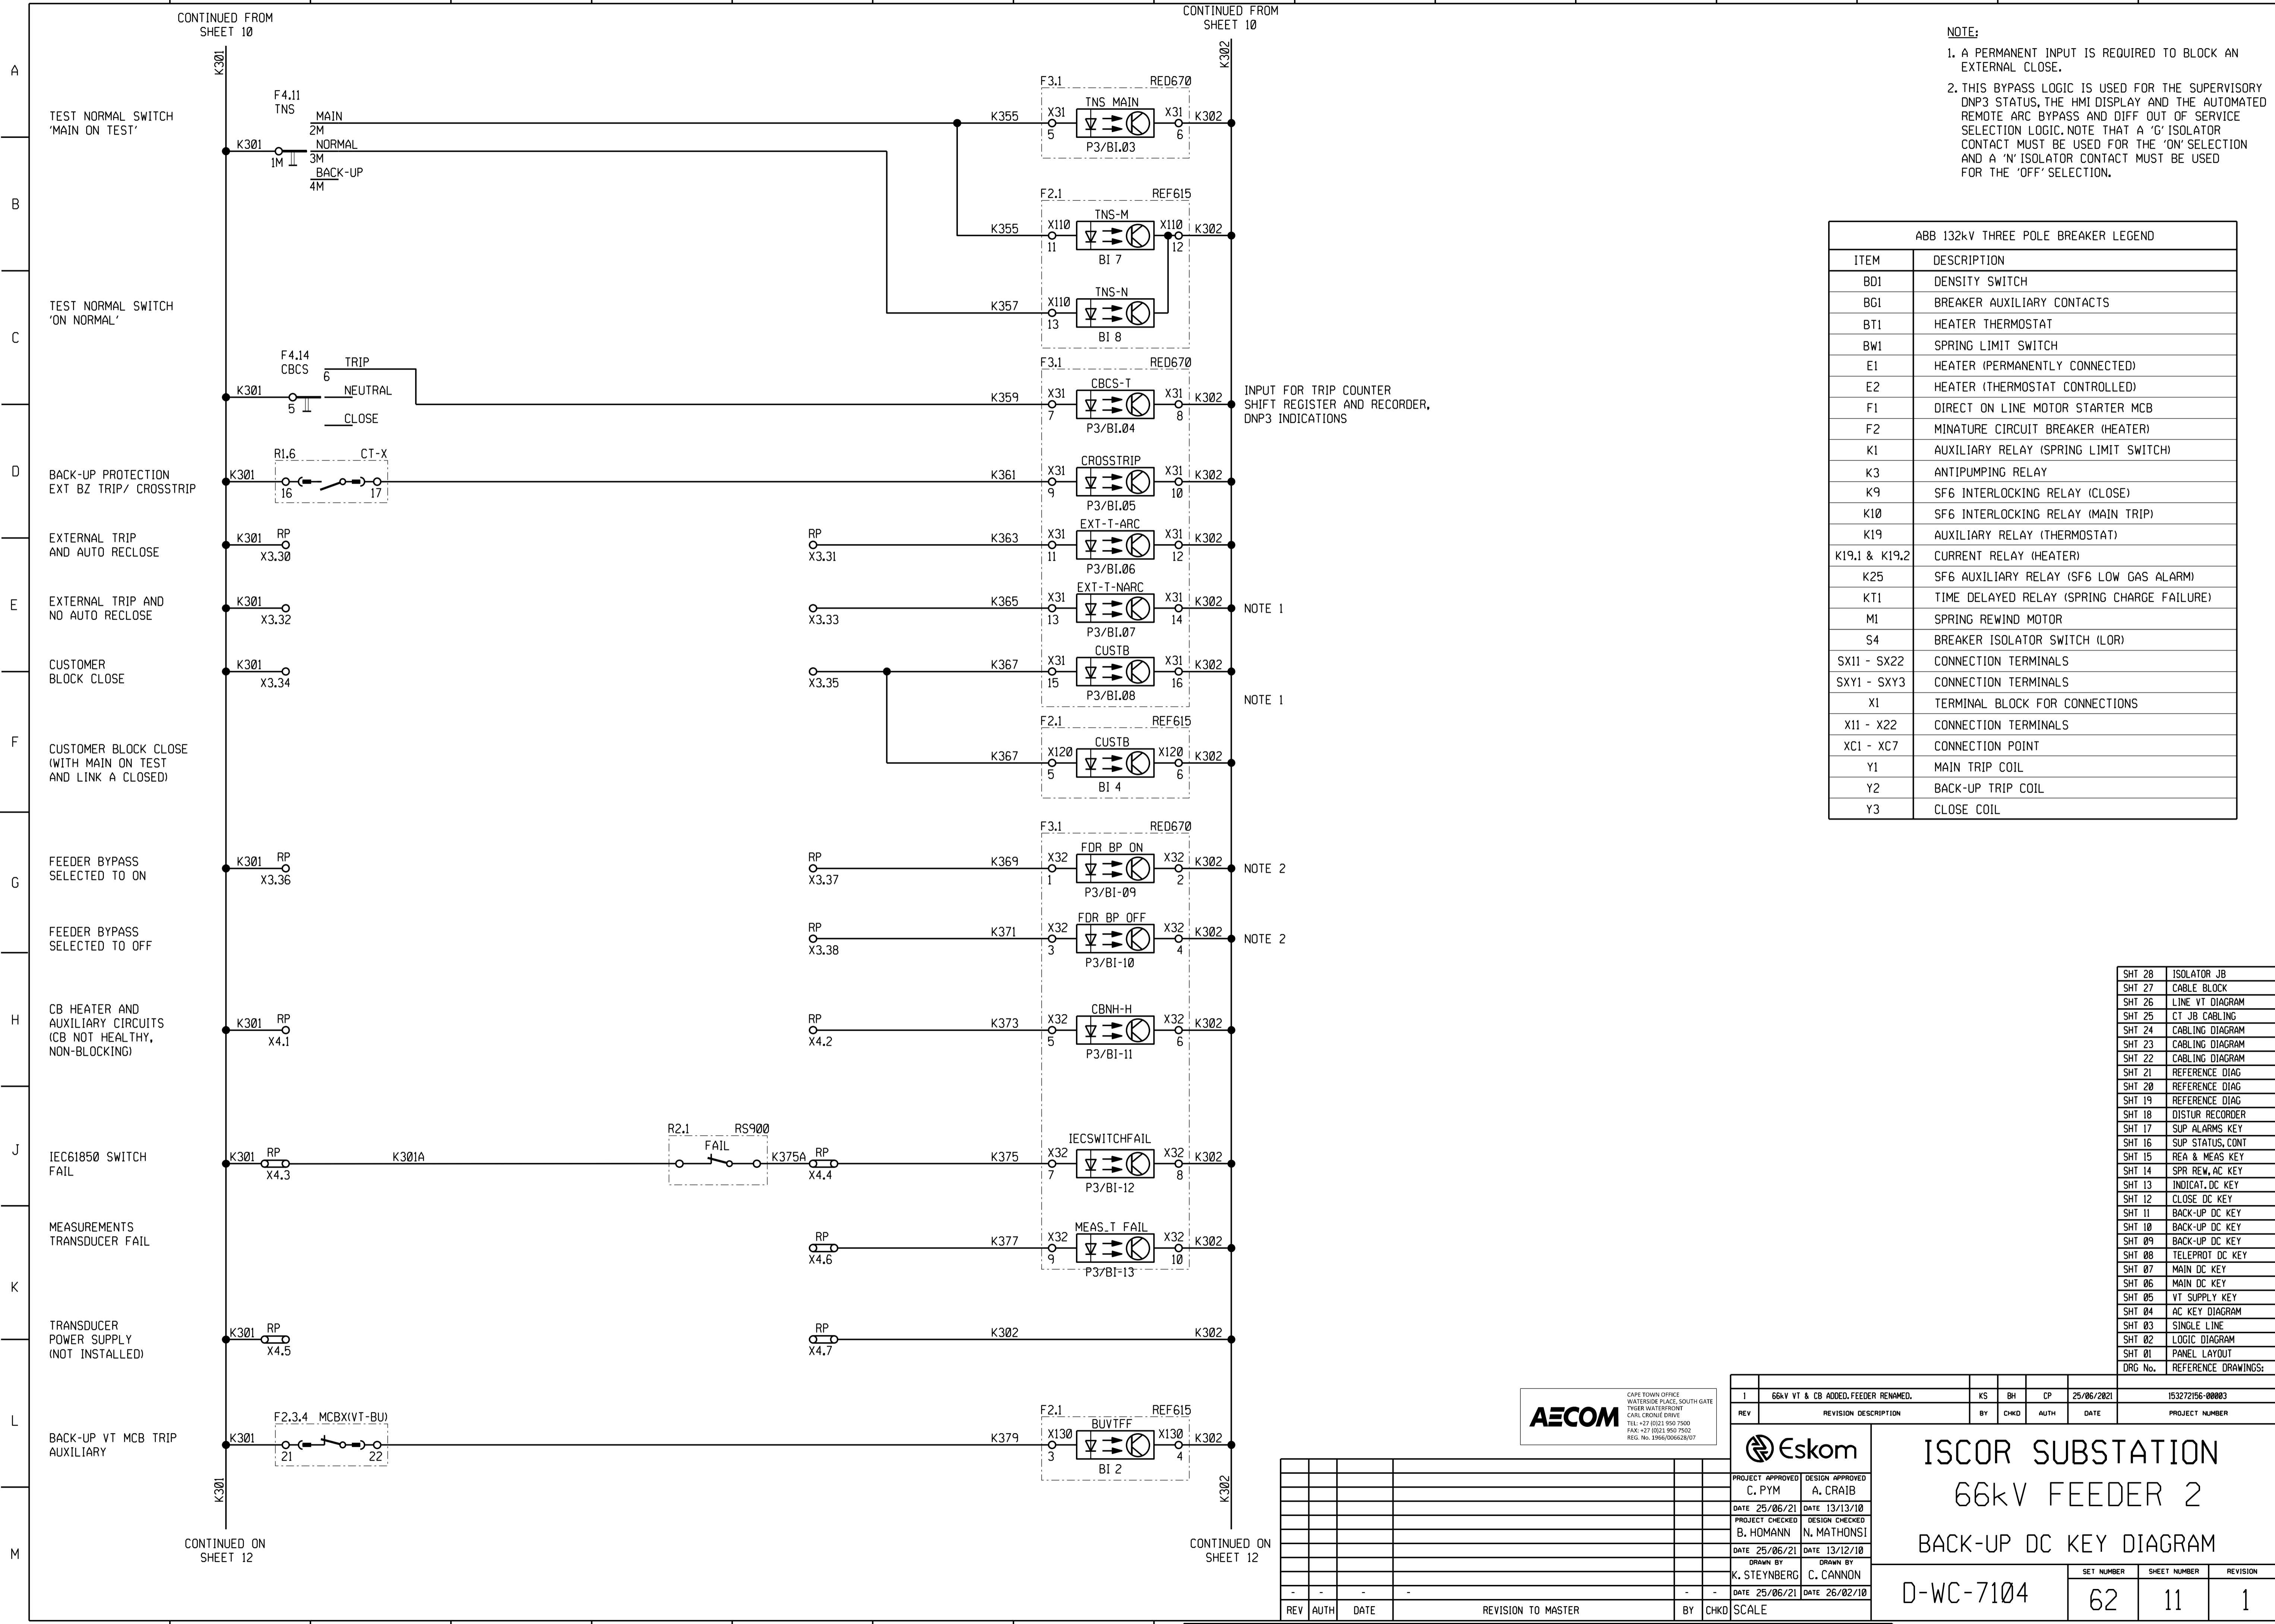 CONTINUED FROM
SHEET 10
K301
CONTINUED FROM
SHEET 10
K302
A
B
C
D
E
F
G
H
J
K
L
M
TEST NORMAL SWITCH
'MAIN ON TEST'
F4.11
TNS
MAIN
2M
K301
1M
NORMAL
3M
BACK-UP
4M
F3.1 RED670
K355 X31 TNS MAIN X31 K302
5 6
P3/BI.03
F2.1 REF615
K355 X110 TNS-M X110 K302
11 12
BI 7
TEST NORMAL SWITCH
'ON NORMAL'
K357 X110 TNS-N
13
BI 8
F4.14
CBCS
TRIP
6
K301 NEUTRAL
5
CLOSE
F3.1 RED670
K359 X31 CBCS-T X31 K302
7 8
P3/BI.04
INPUT FOR TRIP COUNTER
SHIFT REGISTER AND RECORDER,
DNP3 INDICATIONS
BACK-UP PROTECTION
EXT BZ TRIP/ CROSSTRIP
R1.6 CT-X
K301
16 17
K361 X31 CROSSTRIP X31 K302
9 10
P3/BI.05
EXTERNAL TRIP
AND AUTO RECLOSE
K301 RP
X3.30
RP
X3.31
K363 X31 EXT-T-ARC X31 K302
11 12
P3/BI.06
EXTERNAL TRIP AND
NO AUTO RECLOSE
K301
X3.32
X3.33
K365 X31 EXT-T-NARC X31 K302 NOTE 1
13 14
P3/BI.07
CUSTOMER
BLOCK CLOSE
K301
X3.34
X3.35
K367 X31 CUSTB X31 K302
15 16
P3/BI.08
NOTE 1
CUSTOMER BLOCK CLOSE
(WITH MAIN ON TEST
AND LINK A CLOSED)
F2.1 REF615
K367 X120 CUSTB X120 K302
5 6
BI 4
FEEDER BYPASS
SELECTED TO ON
K301 RP
X3.36
RP
X3.37
F3.1 RED670
K369 X32 FDR BP ON X32 K302 NOTE 2
1 2
P3/BI-09
FEEDER BYPASS
SELECTED TO OFF
RP
X3.38
K371 X32 FDR BP OFF X32 K302 NOTE 2
3 4
P3/BI-10
CB HEATER AND
AUXILIARY CIRCUITS
(CB NOT HEALTHY,
NON-BLOCKING)
K301 RP
X4.1
RP
X4.2
K373 X32 CBNH-H X32 K302
5 6
P3/BI-11
IEC61850 SWITCH
FAIL
K301 RP
X4.3
K301A
R2.1 RS900
FAIL
K375A RP
X4.4
K375 X32 IECSWITCHFAIL X32 K302
7 8
P3/BI-12
MEASUREMENTS
TRANSDUCER FAIL
RP
X4.6
K377 X32 MEAS_T FAIL X32 K302
9 10
P3/BI-13
TRANSDUCER
POWER SUPPLY
(NOT INSTALLED)
K301 RP
X4.5
RP
X4.7
K302 K302
BACK-UP VT MCB TRIP
AUXILIARY
F2.3.4 MCBX(VT-BU)
K301
21 22
F2.1 REF615
K379 X130 BUVTFF X130 K302
3 4
BI 2
K301
CONTINUED ON
SHEET 12
K302
CONTINUED ON
SHEET 12
NOTE:
1. A PERMANENT INPUT IS REQUIRED TO BLOCK AN
EXTERNAL CLOSE.
2. THIS BYPASS LOGIC IS USED FOR THE SUPERVISORY
DNP3 STATUS, THE HMI DISPLAY AND THE AUTOMATED
REMOTE ARC BYPASS AND DIFF OUT OF SERVICE
SELECTION LOGIC. NOTE THAT A 'G' ISOLATOR
CONTACT MUST BE USED FOR THE 'ON' SELECTION
AND A 'N' ISOLATOR CONTACT MUST BE USED
FOR THE 'OFF' SELECTION.
ABB 132kV THREE POLE BREAKER LEGEND
ITEM DESCRIPTION
BD1 DENSITY SWITCH
BG1 BREAKER AUXILIARY CONTACTS
BT1 HEATER THERMOSTAT
BW1 SPRING LIMIT SWITCH
E1 HEATER (PERMANENTLY CONNECTED)
E2 HEATER (THERMOSTAT CONTROLLED)
F1 DIRECT ON LINE MOTOR STARTER MCB
F2 MINATURE CIRCUIT BREAKER (HEATER)
K1 AUXILIARY RELAY (SPRING LIMIT SWITCH)
K3 ANTIPUMPING RELAY
K9 SF6 INTERLOCKING RELAY (CLOSE)
K10 SF6 INTERLOCKING RELAY (MAIN TRIP)
K19 AUXILIARY RELAY (THERMOSTAT)
K19.1 & K19.2 CURRENT RELAY (HEATER)
K25 SF6 AUXILIARY RELAY (SF6 LOW GAS ALARM)
KT1 TIME DELAYED RELAY (SPRING CHARGE FAILURE)
M1 SPRING REWIND MOTOR
S4 BREAKER ISOLATOR SWITCH (LOR)
SX11 - SX22 CONNECTION TERMINALS
SXY1 - SXY3 CONNECTION TERMINALS
X1 TERMINAL BLOCK FOR CONNECTIONS
X11 - X22 CONNECTION TERMINALS
XC1 - XC7 CONNECTION POINT
Y1 MAIN TRIP COIL
Y2 BACK-UP TRIP COIL
Y3 CLOSE COIL
SHT 28 ISOLATOR JB
SHT 27 CABLE BLOCK
SHT 26 LINE VT DIAGRAM
SHT 25 CT JB CABLING
SHT 24 CABLING DIAGRAM
SHT 23 CABLING DIAGRAM
SHT 22 CABLING DIAGRAM
SHT 21 REFERENCE DIAG
SHT 20 REFERENCE DIAG
SHT 19 REFERENCE DIAG
SHT 18 DISTUR RECORDER
SHT 17 SUP ALARMS KEY
SHT 16 SUP STATUS, CONT
SHT 15 REA & MEAS KEY
SHT 14 SPR REW, AC KEY
SHT 13 INDICAT. DC KEY
SHT 12 CLOSE DC KEY
SHT 11 BACK-UP DC KEY
SHT 10 BACK-UP DC KEY
SHT 09 BACK-UP DC KEY
SHT 08 TELEPROT DC KEY
SHT 07 MAIN DC KEY
SHT 06 MAIN DC KEY
SHT 05 VT SUPPLY KEY
SHT 04 AC KEY DIAGRAM
SHT 03 SINGLE LINE
SHT 02 LOGIC DIAGRAM
SHT 01 PANEL LAYOUT
DRG No. REFERENCE DRAWINGS:
AECOM
CAPE TOWN OFFICE
WATERSIDE PLACE, SOUTH GATE
TYGER WATERFRONT
CARL CRONJÉ DRIVE
TEL: +27 (0)21 950 7500
FAX: +27 (0)21 950 7502
REG. No. 1966/006628/07
1 66kV VT & CB ADDED. FEEDER RENAMED. KS BH CP 25/06/2021 153272156-00003
REV REVISION DESCRIPTION BY CHKD AUTH DATE PROJECT NUMBER
Eskom
PROJECT APPROVED DESIGN APPROVED
C. PYM A. CRAIB
DATE 25/06/21 DATE 13/13/10
PROJECT CHECKED DESIGN CHECKED
B. HOMANN N. MATHONSI
DATE 25/06/21 DATE 13/12/10
DRAWN BY DRAWN BY
K. STEYNBERG C. CANNON
DATE 25/06/21 DATE 26/02/10
SCALE
- - - - - -
REV AUTH DATE REVISION TO MASTER BY CHKD
ISCOR SUBSTATION
66kV FEEDER 2
BACK-UP DC KEY DIAGRAM
D-WC-7104
SET NUMBER SHEET NUMBER REVISION
62 11 1